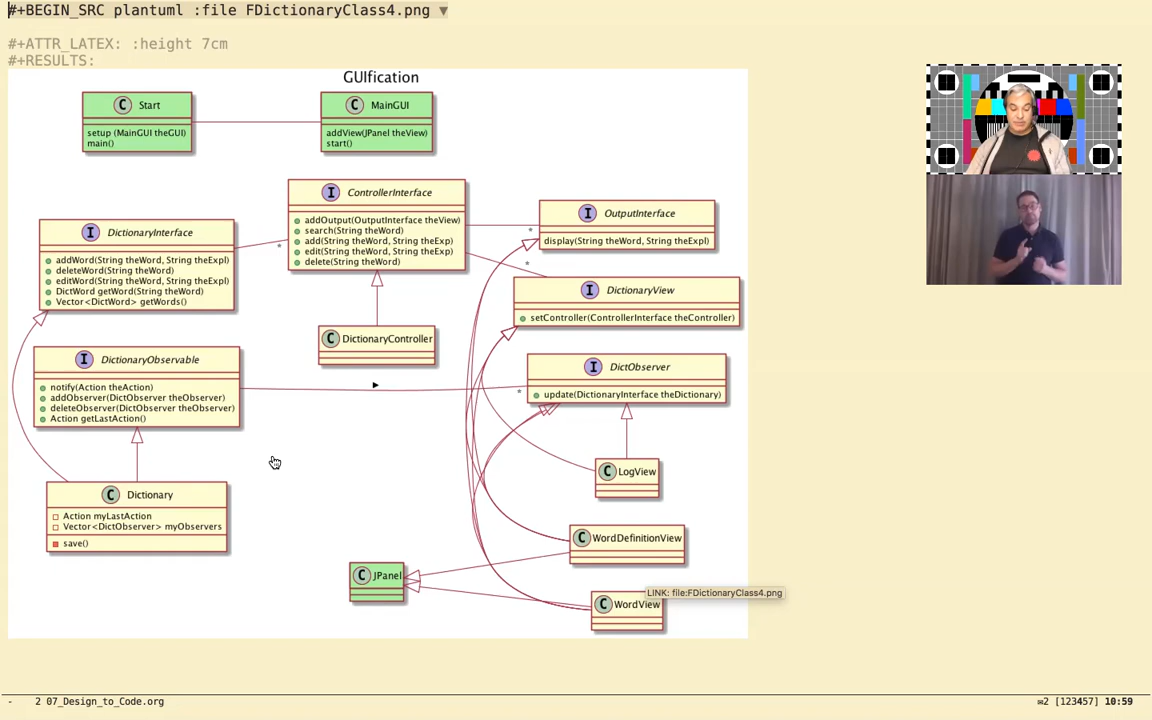 #+BEGIN_SRC plantuml :file FDictionaryClass4.png ▼
#+ATTR_LATEX: :height 7cm
#+RESULTS:
GUIfication
C Start
setup (MainGUI theGUI)
main()
C MainGUI
addView(JPanel theView)
start()
I ControllerInterface
addOutput(OutputInterface theView)
search(String theWord)
add(String theWord, String theExp)
edit(String theWord, String theExp)
delete(String theWord)
I OutputInterface
display(String theWord, String theExpl)
I DictionaryInterface
addWord(String theWord, String theExpl)
deleteWord(String theWord)
editWord(String theWord, String theExpl)
DictWord getWord(String theWord)
Vector<DictWord> getWords()
*
*
*
I DictionaryView
setController(ControllerInterface theController)
C DictionaryController
I DictionaryObservable
notify(Action theAction)
addObserver(DictObserver theObserver)
deleteObserver(DictObserver theObserver)
Action getLastAction()
I DictObserver
update(DictionaryInterface theDictionary)
*
C LogView
C Dictionary
Action myLastAction
Vector<DictObserver> myObservers
save()
C WordDefinitionView
C JPanel
C WordView
LINK: file:FDictionaryClass4.png
- 2 07_Design_to_Code.org
✉2 [123457] 10:59